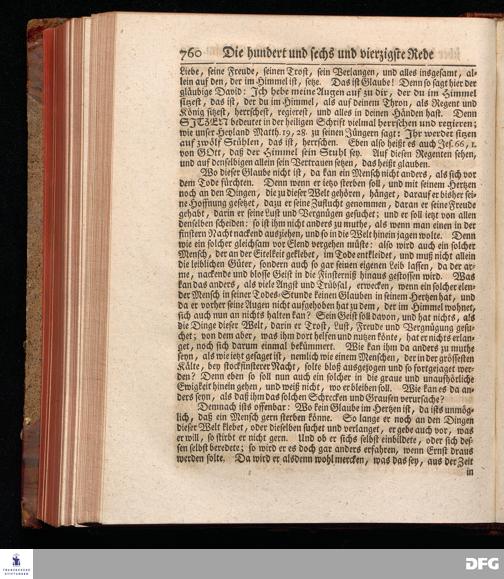 760 Die hundert und sechs und vierzigste Rede
Liebe, seine Freude, seinen Trost, sein Verlangen, und alles insgesamt, al-
lein auf den, der im Himmel ist, setze. Das ist Glaube! Denn so sagt hier der
gläubige David: Ich hebe meine Augen auf zu dir, der du im Himmel
sitzest, das ist, der du im Himmel, als auf deinem Thron, als Regent und
König sitzest, herrschest, regierest, und alles in deinen Händen hast. Denn
SITZEN bedeutet in der heiligen Schrift vielmal herrschen und regieren;
wie unser Heyland Matth. 19, 28. zu seinen Jüngern sagt: Ihr werdet sitzen
auf zwölf Stühlen, das ist, herrschen. Eben also heißt es auch Jes. 66, 1.
von GOtt, daß der Himmel sein Stuhl sey. Auf diesen Regenten sehen,
und auf denselbigen allein sein Vertrauen setzen, das heißt glauben.
Wo dieser Glaube nicht ist, da kan ein Mensch nicht anders, als sich vor
dem Tode fürchten. Denn wenn er ietzo sterben soll, und mit seinem Hertzen
noch an den Dingen, die zu dieser Welt gehören, hänget, darauf er bisher sei-
ne Hoffnung gesetzt, dazu er seine Zuflucht genommen, daran er seine Freude
gehabt, darin er seine Lust und Vergnügen gesuchet; und er soll ietzt von allen
denselben scheiden: so ist ihm nicht anders zu muthe, als wenn man einen in der
finstern Nacht nackend ausziehen, und so in die Welt hinein jagen wolte. Denn
wie ein solcher gleichsam vor Elend vergehen müste: also wird auch ein solcher
Mensch, der an der Eitelkeit geklebet, im Tode entkleidet, und muß nicht allein
die leiblichen Güter, sondern auch so gar seinen eigenen Leib lassen, da der ar-
me, nackende und blosse Geist in die Finsterniß hinaus gestossen wird. Was
kan das anders, als viele Angst und Trübsal, erwecken, wenn ein solcher elen-
der Mensch in seiner Todes-Stunde keinen Glauben in seinem Hertzen hat, und
da er vorher seine Augen nicht aufgehoben hat zu dem, der im Himmel wohnet,
sich auch nun an nichts halten kan? Sein Geist soll davon, und hat nichts, als
die Dinge dieser Welt, darin er Trost, Lust, Freude und Vergnügung gesu-
chet; von dem aber, was ihm dort helfen und nutzen könte, hat er nichts erlan-
get, noch sich darum einmal bekümmert. Wie kan ihm da anders zu muthe
seyn, als wie ietzt gesaget ist, nemlich wie einem Menschen, der in der grössesten
Kälte, bey stockfinsterer Nacht, solte bloß ausgezogen und so fortgejaget wer-
den? Denn eben so soll nun auch ein solcher in die graue und unaufhörliche
Ewigkeit hinein gehen, und weiß nicht, wo er bleiben soll. Wie kan es da an-
ders seyn, als daß ihm das solchen Schrecken und Grausen verursache?
Demnach ists offenbar: Wo kein Glaube im Hertzen ist, da ists unmög-
lich, daß ein Mensch gern sterben könne. So lange er noch an den Dingen
dieser Welt klebet, oder dieselben suchet und verlanget, er gebe auch vor, was
er will, so stirbt er nicht gern. Und ob er sichs selbst einbildete, oder sich des-
sen selbst beredete; so wird er es doch gar anders erfahren, wenn Ernst draus
werden solte. Da wird er alsdenn wohl mercken, was das sey, aus der Zeit
in
DFG